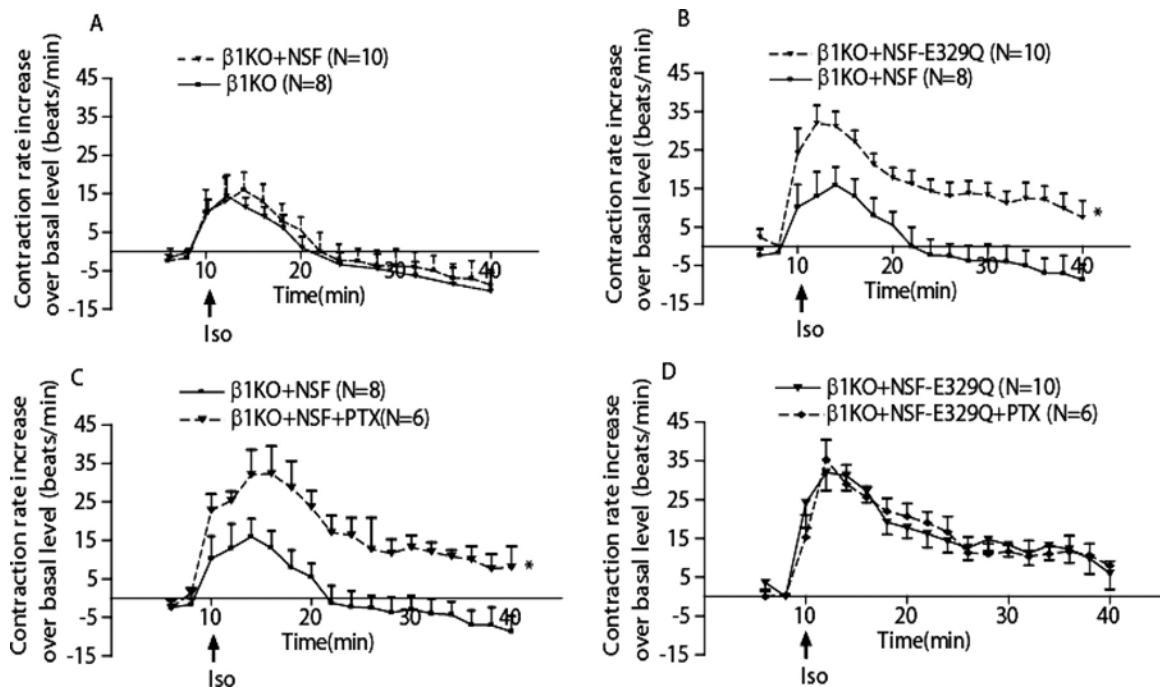 A
β1KO+NSF (N=10)
β1KO (N=8)
Contraction rate increase
over basal level (beats/min)
45
35
25
15
5
-5
-15
10
20
30
40
Time(min)
Iso
B
β1KO+NSF-E329Q (N=10)
β1KO+NSF (N=8)
Contraction rate increase
over basal level (beats/min)
45
35
25
15
5
-5
-15
10
20
30
40
*
Time(min)
Iso
C
β1KO+NSF (N=8)
β1KO+NSF+PTX(N=6)
Contraction rate increase
over basal level (beats/min)
45
35
25
15
5
-5
-15
10
20
30
40
*
Time(min)
Iso
D
β1KO+NSF-E329Q (N=10)
β1KO+NSF-E329Q+PTX (N=6)
Contraction rate increase
over basal level (beats/min)
45
35
25
15
5
-5
-15
10
20
30
40
Time(min)
Iso